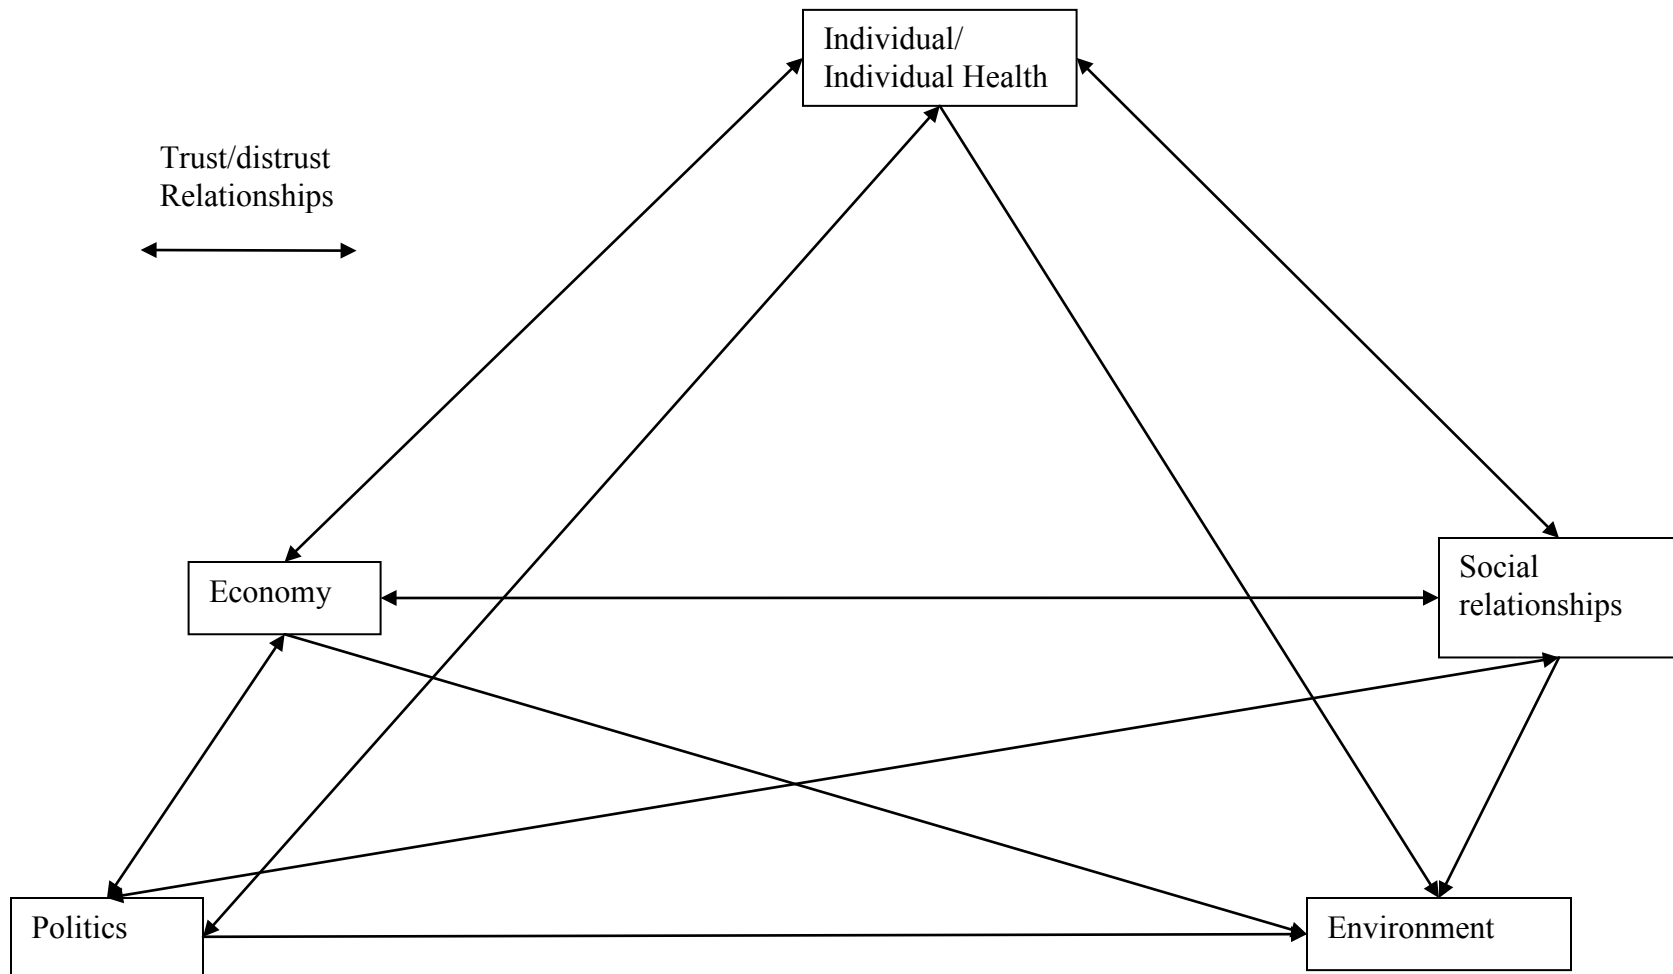 Individual/
Individual Health
Trust/distrust
Relationships
Economy
Social
relationships
Politics
Environment